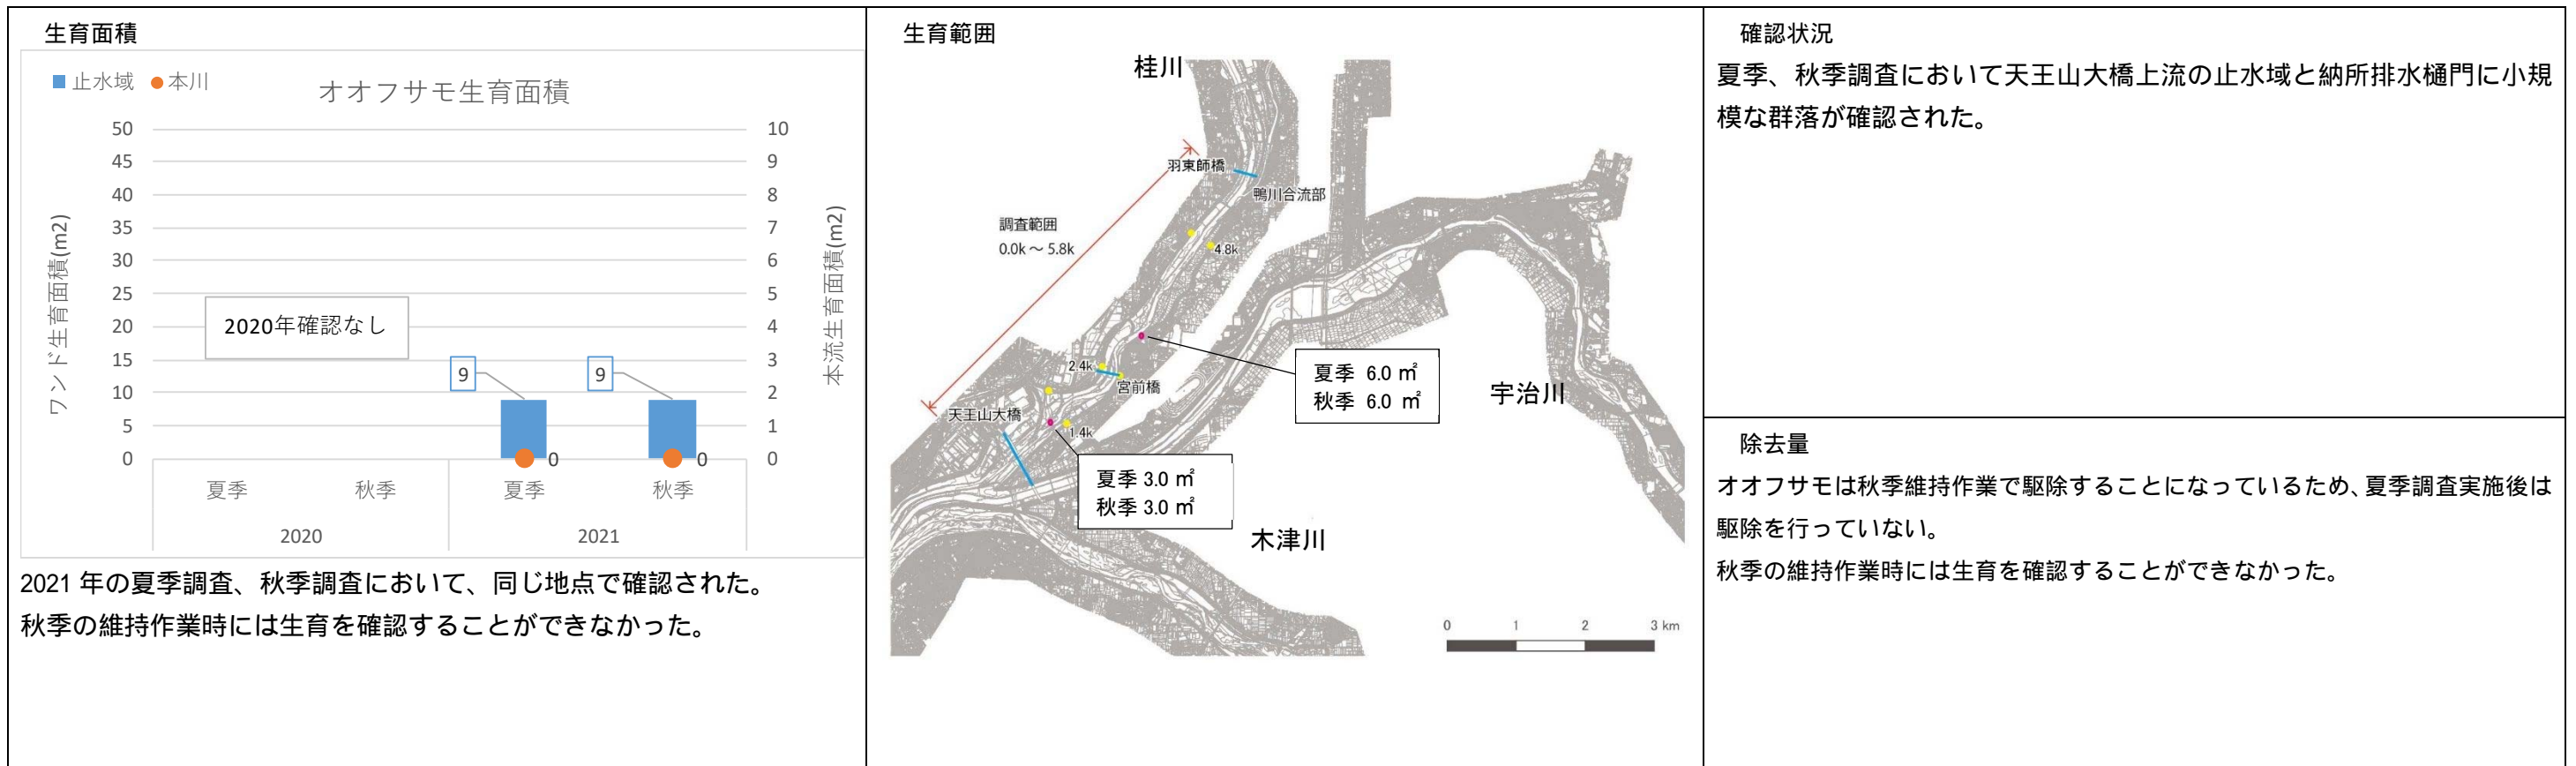 生育面積
止水域 本川
オオフサモ生育面積
ワンド生育面積(m2)
50
45
40
35
30
25
20
15
10
5
0
2020年確認なし
9
9
0
0
10
9
8
7
6
5
4
3
2
1
0
本流生育面積(m2)
夏季 秋季 夏季 秋季
2020 2021
2021 年の夏季調査、秋季調査において、同じ地点で確認された。
秋季の維持作業時には生育を確認することができなかった。
生育範囲
桂川
羽束師橋
鴨川合流部
調査範囲
0.0k ～ 5.8k
4.8k
2.4k
宮前橋
夏季 6.0 ㎡
秋季 6.0 ㎡
宇治川
天王山大橋
1.4k
夏季 3.0 ㎡
秋季 3.0 ㎡
木津川
0 1 2 3 km
確認状況
夏季、秋季調査において天王山大橋上流の止水域と納所排水樋門に小規
模な群落が確認された。
除去量
オオフサモは秋季維持作業で駆除することになっているため、夏季調査実施後は
駆除を行っていない。
秋季の維持作業時には生育を確認することができなかった。